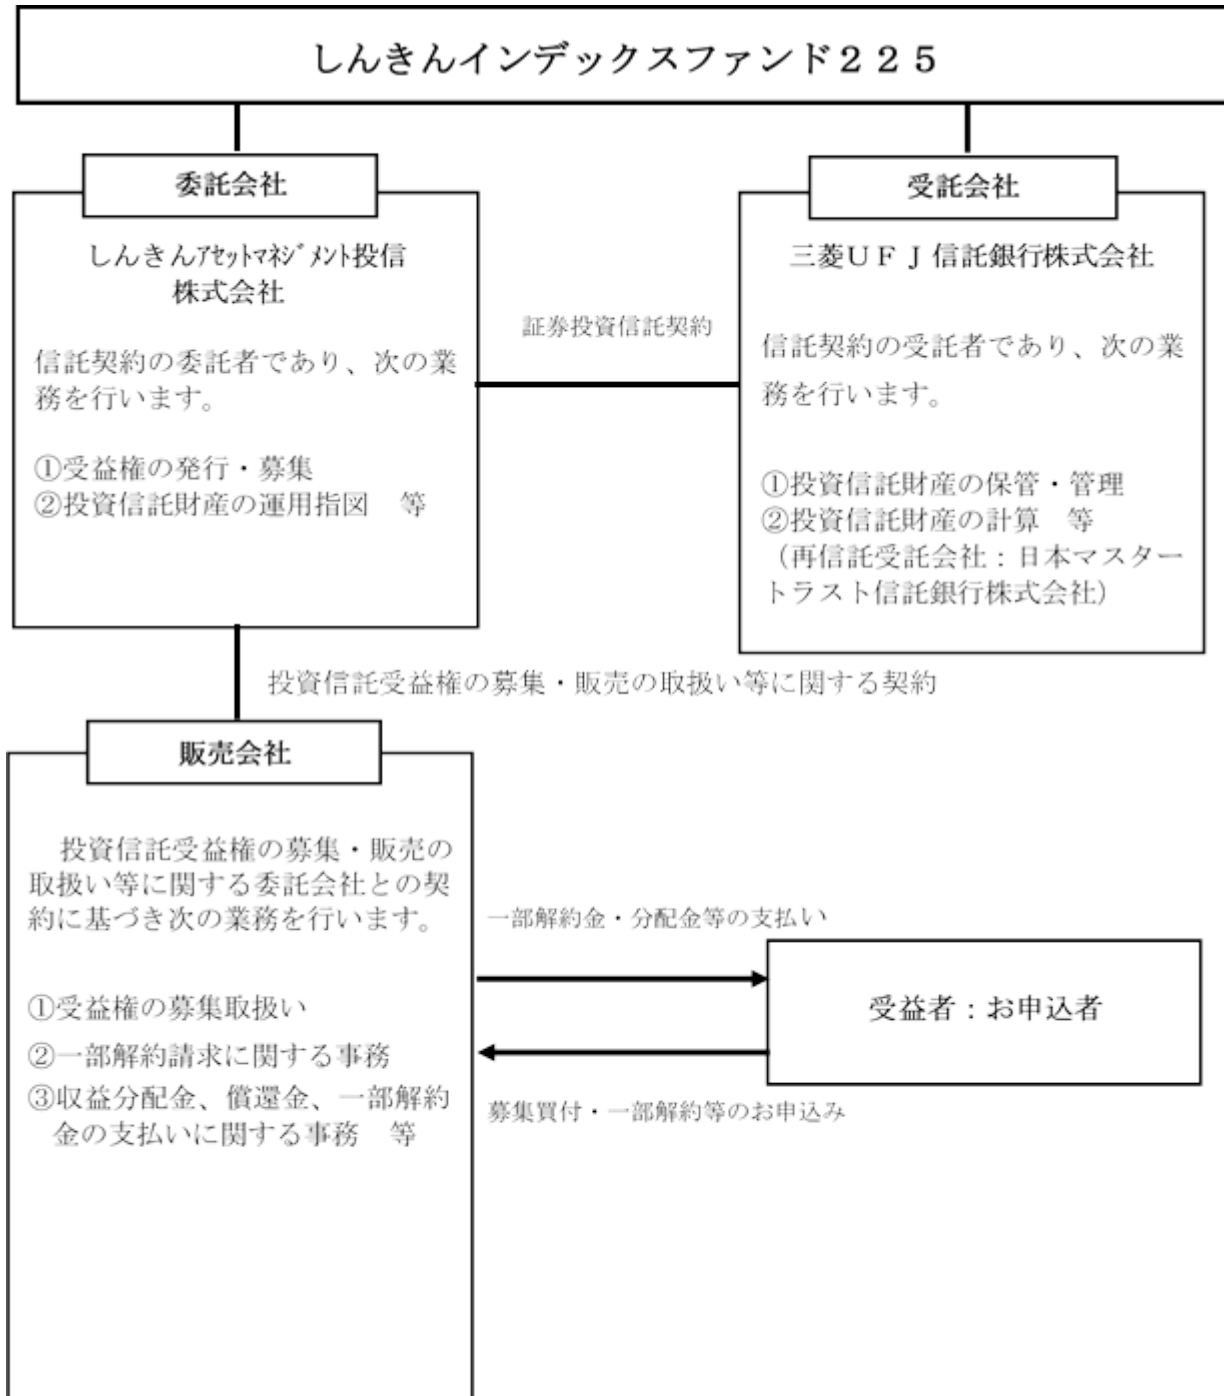 しんきんインデックスファンド２２５
委託会社
しんきんｱｾｯﾄﾏﾈｼﾞﾒﾝﾄ投信
株式会社
信託契約の委託者であり、次の業
務を行います。
①受益権の発行・募集
②投資信託財産の運用指図　等
証券投資信託契約
受託会社
三菱ＵＦＪ信託銀行株式会社
信託契約の受託者であり、次の業
務を行います。
①投資信託財産の保管・管理
②投資信託財産の計算　等
（再信託受託会社：日本マスター
トラスト信託銀行株式会社）
投資信託受益権の募集・販売の取扱い等に関する契約
販売会社
投資信託受益権の募集・販売の
取扱い等に関する委託会社との契
約に基づき次の業務を行います。
①受益権の募集取扱い
②一部解約請求に関する事務
③収益分配金、償還金、一部解約
金の支払いに関する事務　等
一部解約金・分配金等の支払い
受益者：お申込者
募集買付・一部解約等のお申込み